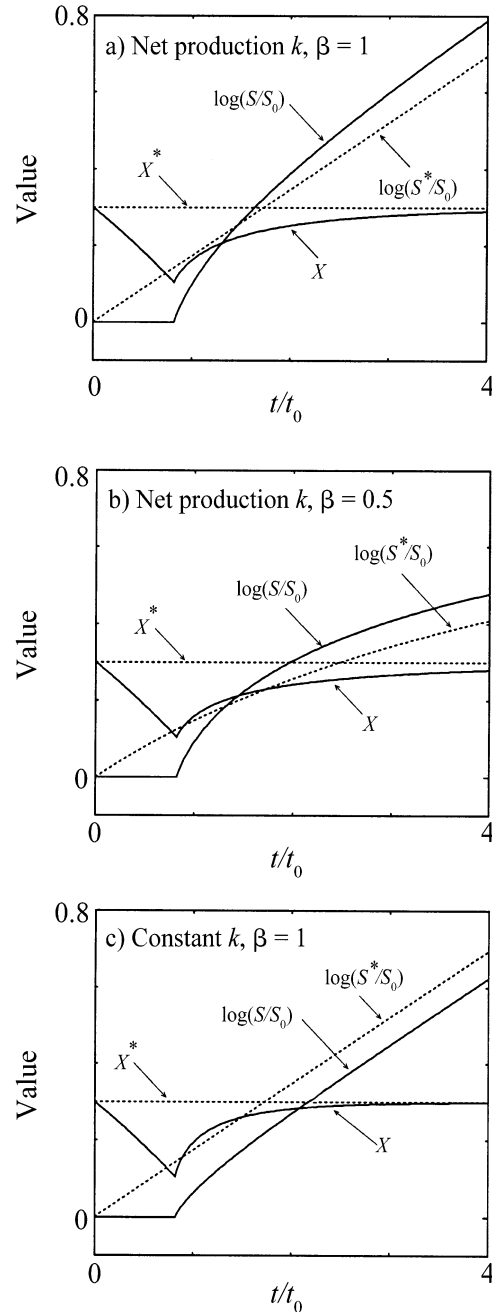 0.8
a) Net production k, β = 1
log(S/S₀)
X*
log(S*/S₀)
X
Value
0
0
4
t/t₀
0.8
b) Net production k, β = 0.5
log(S*/S₀)
log(S/S₀)
X*
X
Value
0
0
4
t/t₀
0.8
c) Constant k, β = 1
log(S*/S₀)
log(S/S₀)
X*
X
Value
0
0
4
t/t₀